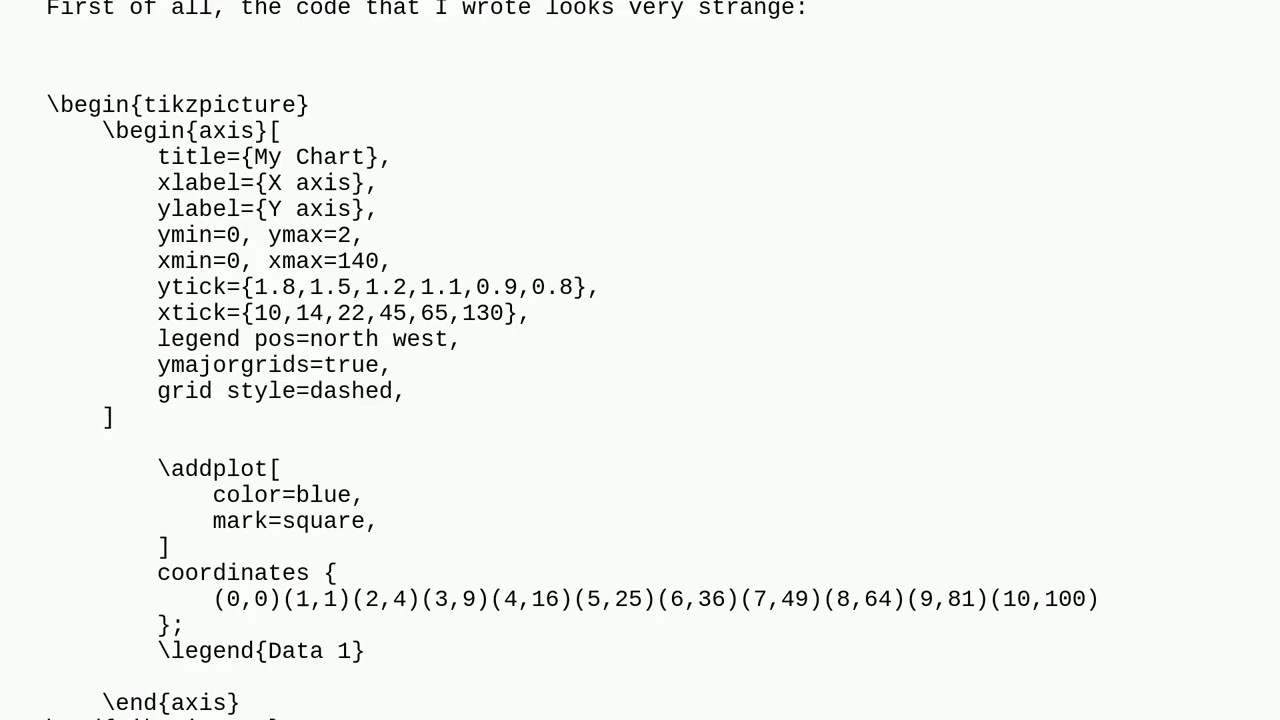 First of all, the code that I wrote looks very strange:
\begin{tikzpicture}
\begin{axis}[
title={My Chart},
xlabel={X axis},
ylabel={Y axis},
ymin=0, ymax=2,
xmin=0, xmax=140,
ytick={1.8,1.5,1.2,1.1,0.9,0.8},
xtick={10,14,22,45,65,130},
legend pos=north west,
ymajorgrids=true,
grid style=dashed,
]
\addplot[
color=blue,
mark=square,
]
coordinates {
(0,0)(1,1)(2,4)(3,9)(4,16)(5,25)(6,36)(7,49)(8,64)(9,81)(10,100)
};
\legend{Data 1}
\end{axis}